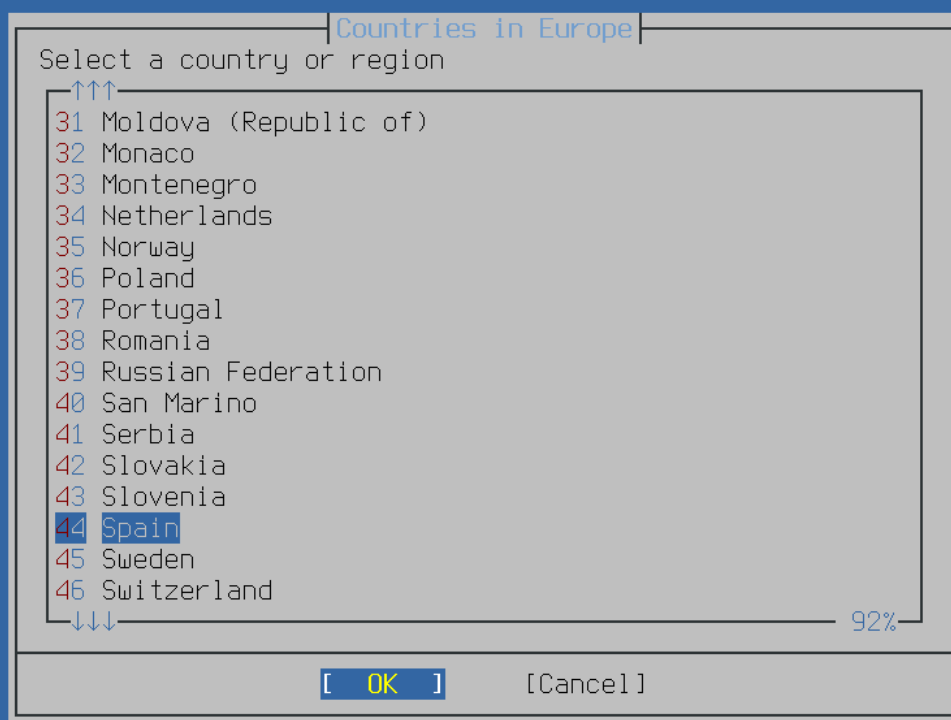 Countries in Europe
Select a country or region
↑↑↑
31 Moldova (Republic of)
32 Monaco
33 Montenegro
34 Netherlands
35 Norway
36 Poland
37 Portugal
38 Romania
39 Russian Federation
40 San Marino
41 Serbia
42 Slovakia
43 Slovenia
44 Spain
45 Sweden
46 Switzerland
↓↓↓ 92%
[ OK ] [Cancel]